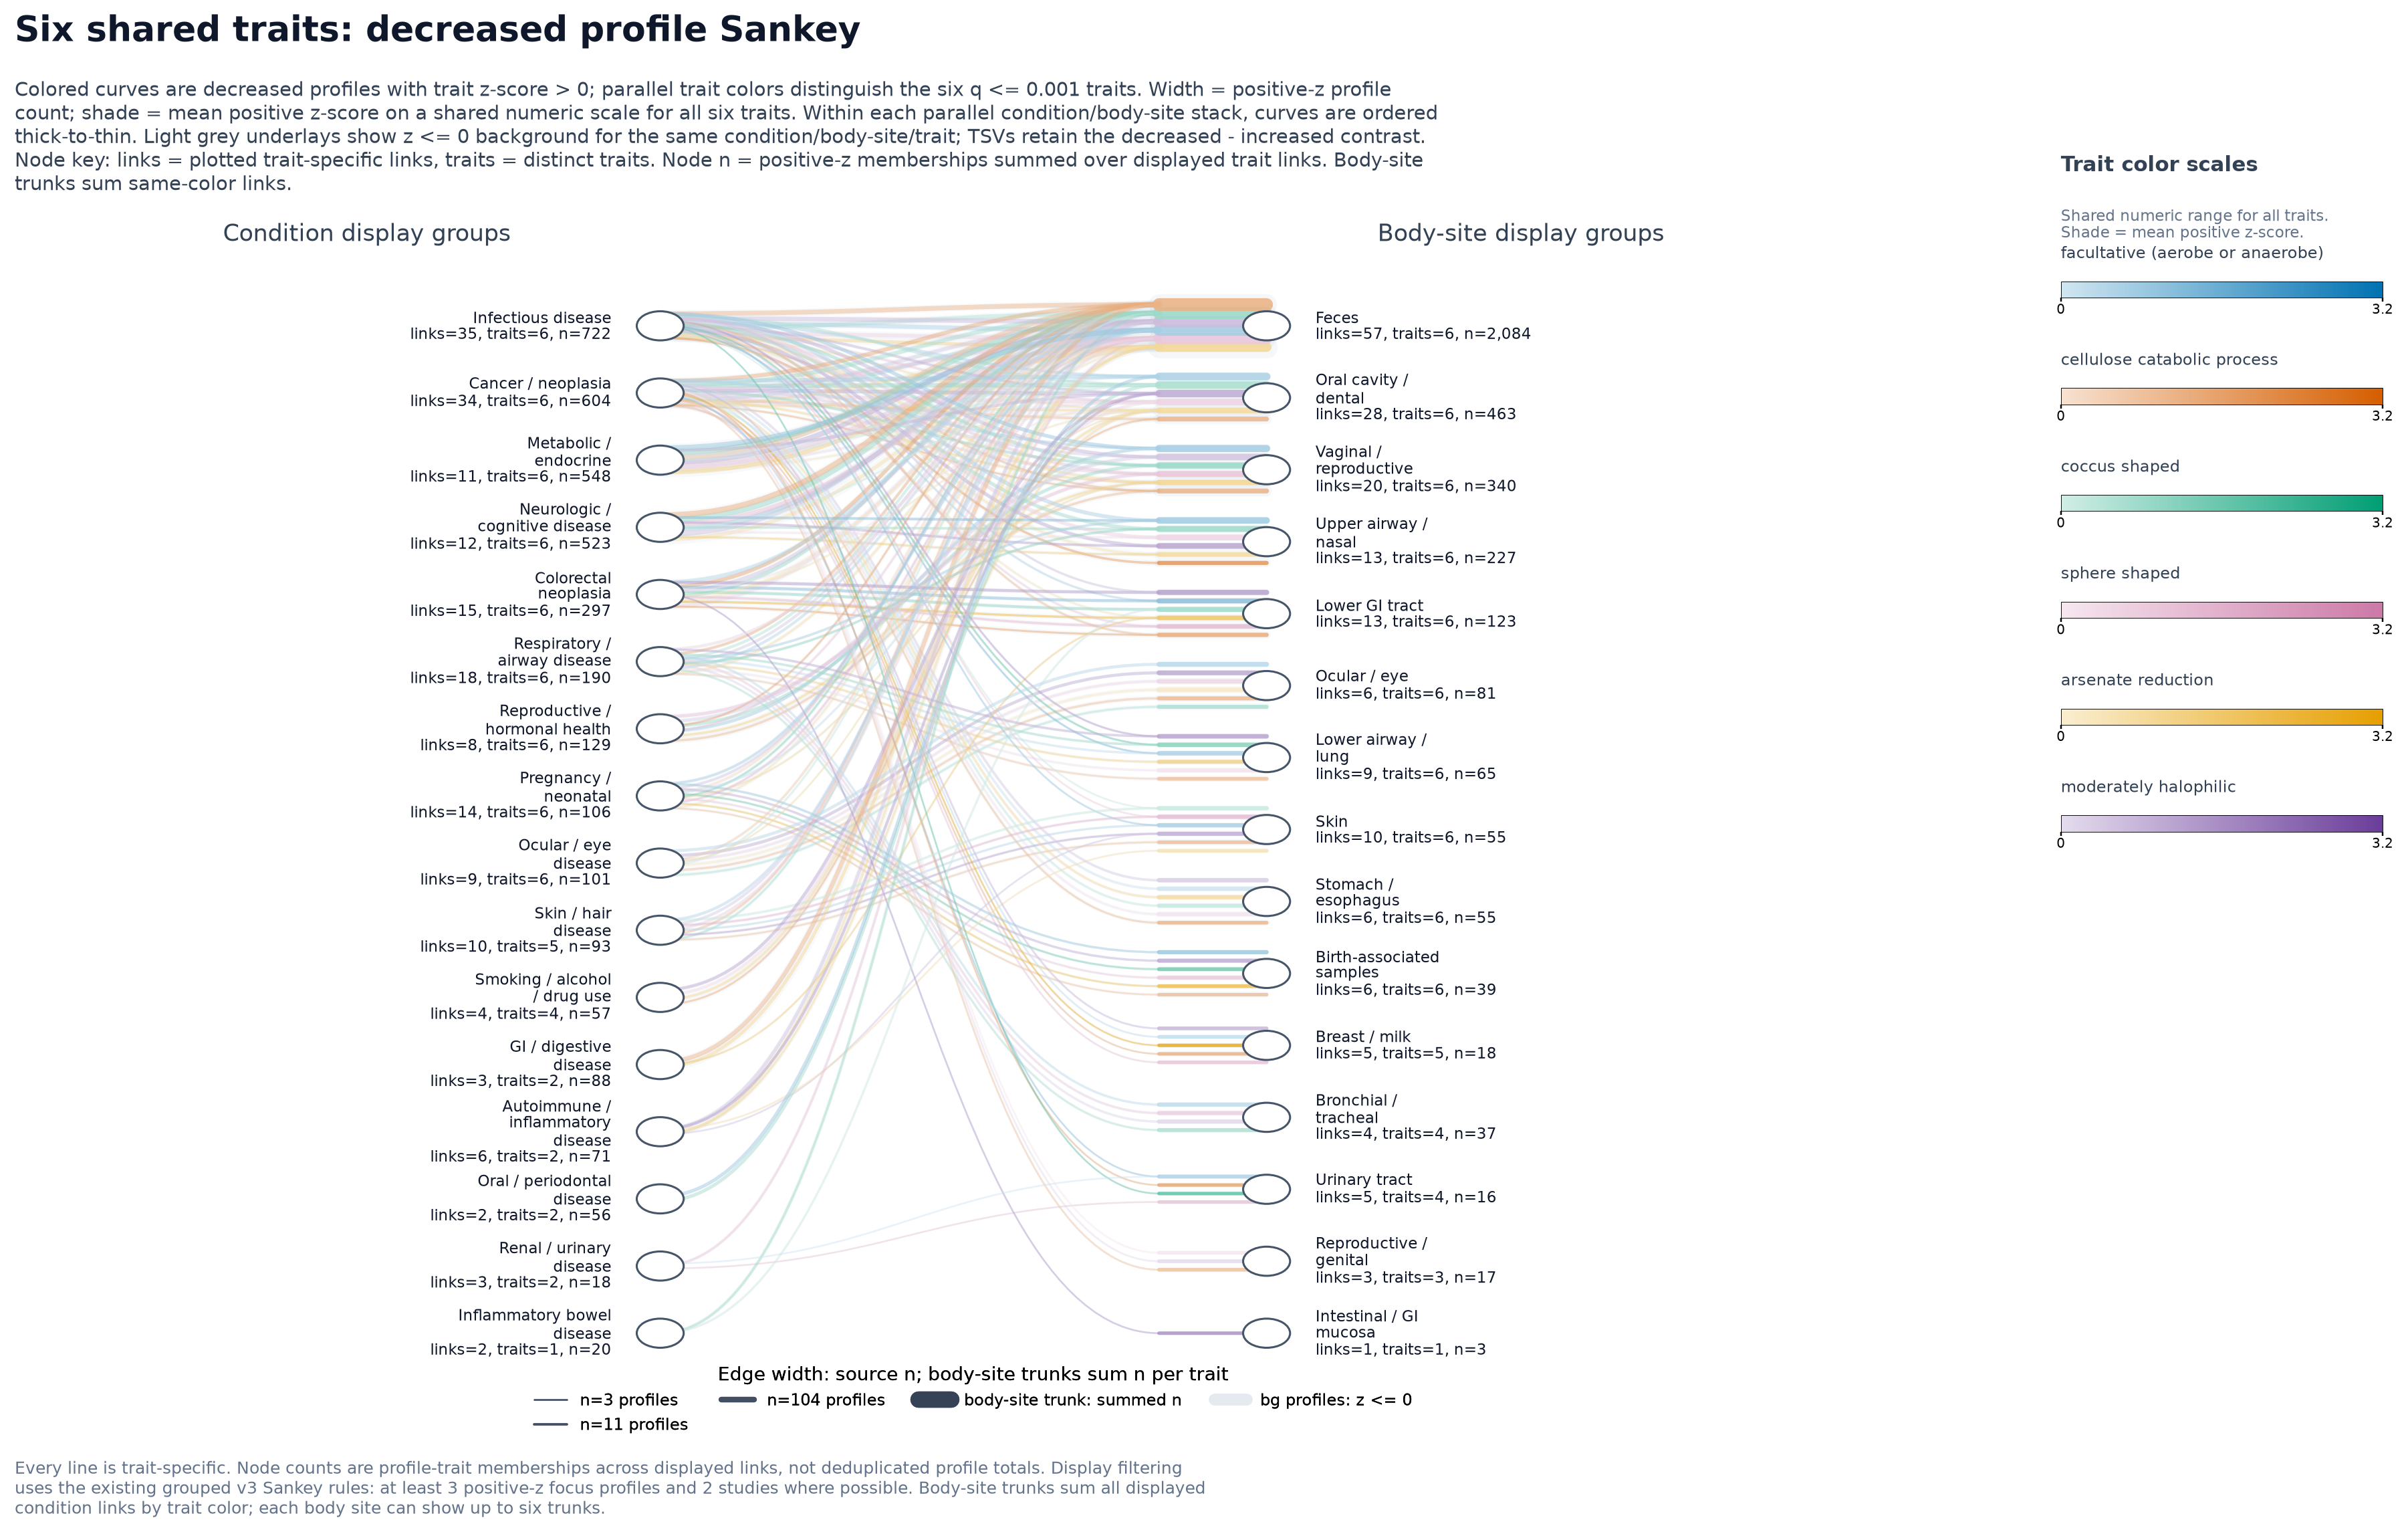 Six shared traits: decreased profile Sankey
Colored curves are decreased profiles with trait z-score > 0; parallel trait colors distinguish the six q <= 0.001 traits. Width = positive-z profile
count; shade = mean positive z-score on a shared numeric scale for all six traits. Within each parallel condition/body-site stack, curves are ordered
thick-to-thin. Light grey underlays show z <= 0 background for the same condition/body-site/trait; TSVs retain the decreased - increased contrast.
Node key: links = plotted trait-specific links, traits = distinct traits. Node n = positive-z memberships summed over displayed trait links. Body-site
trunks sum same-color links.
Condition display groups
Infectious disease
links=35, traits=6, n=722
Cancer / neoplasia
links=34, traits=6, n=604
Metabolic /
endocrine
links=11, traits=6, n=548
Neurologic /
cognitive disease
links=12, traits=6, n=523
Colorectal
neoplasia
links=15, traits=6, n=297
Respiratory /
airway disease
links=18, traits=6, n=190
Reproductive /
hormonal health
links=8, traits=6, n=129
Pregnancy /
neonatal
links=14, traits=6, n=106
Ocular / eye
disease
links=9, traits=6, n=101
Skin / hair
disease
links=10, traits=5, n=93
Smoking / alcohol
/ drug use
links=4, traits=4, n=57
GI / digestive
disease
links=3, traits=2, n=88
Autoimmune /
inflammatory
disease
links=6, traits=2, n=71
Oral / periodontal
disease
links=2, traits=2, n=56
Renal / urinary
disease
links=3, traits=2, n=18
Inflammatory bowel
disease
links=2, traits=1, n=20
Body-site display groups
Feces
links=57, traits=6, n=2,084
Oral cavity /
dental
links=28, traits=6, n=463
Vaginal /
reproductive
links=20, traits=6, n=340
Upper airway /
nasal
links=13, traits=6, n=227
Lower GI tract
links=13, traits=6, n=123
Ocular / eye
links=6, traits=6, n=81
Lower airway /
lung
links=9, traits=6, n=65
Skin
links=10, traits=6, n=55
Stomach /
esophagus
links=6, traits=6, n=55
Birth-associated
samples
links=6, traits=6, n=39
Breast / milk
links=5, traits=5, n=18
Bronchial /
tracheal
links=4, traits=4, n=37
Urinary tract
links=5, traits=4, n=16
Reproductive /
genital
links=3, traits=3, n=17
Intestinal / GI
mucosa
links=1, traits=1, n=3
Trait color scales
Shared numeric range for all traits.
Shade = mean positive z-score.
facultative (aerobe or anaerobe)
0 3.2
cellulose catabolic process
0 3.2
coccus shaped
0 3.2
sphere shaped
0 3.2
arsenate reduction
0 3.2
moderately halophilic
0 3.2
Edge width: source n; body-site trunks sum n per trait
n=3 profiles n=104 profiles body-site trunk: summed n bg profiles: z <= 0
n=11 profiles
Every line is trait-specific. Node counts are profile-trait memberships across displayed links, not deduplicated profile totals. Display filtering
uses the existing grouped v3 Sankey rules: at least 3 positive-z focus profiles and 2 studies where possible. Body-site trunks sum all displayed
condition links by trait color; each body site can show up to six trunks.